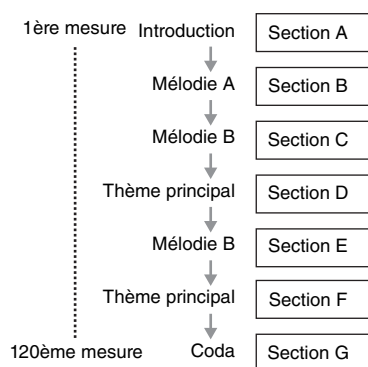 1ère mesure Introduction Section A
Mélodie A Section B
Mélodie B Section C
Thème principal Section D
Mélodie B Section E
Thème principal Section F
120ème mesure Coda Section G